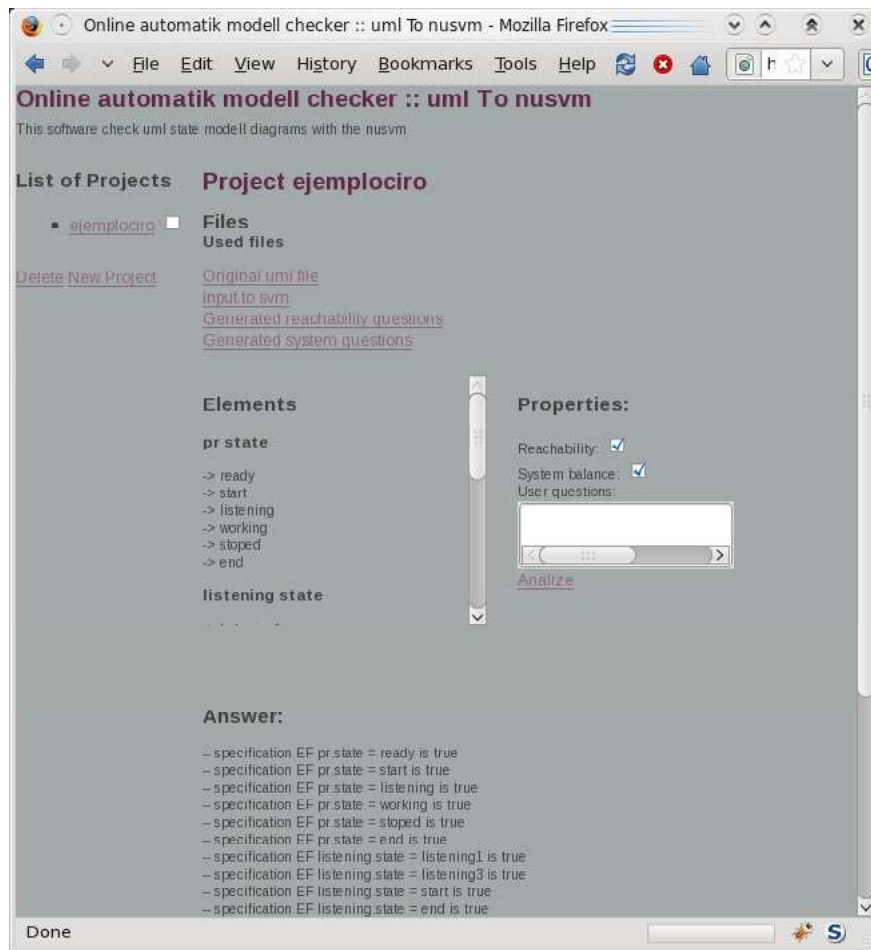 Online automatik modell checker :: uml To nusvm - Mozilla Firefox
File Edit View History Bookmarks Tools Help h
Online automatik modell checker :: uml To nusvm
This software check uml state modell diagrams with the nusvm
List of Projects
ejemplociro
Delete New Project
Project ejemplociro
Files
Used files
Original uml file
Input to svm
Generated reachability questions
Generated system questions
Elements
pr state
-> ready
-> start
-> listening
-> working
-> stoped
-> end
listening state
Properties:
Reachability:
System balance:
User questions:
Analize
Answer:
-- specification EF pr.state = ready is true
-- specification EF pr.state = start is true
-- specification EF pr.state = listening is true
-- specification EF pr.state = working is true
-- specification EF pr.state = stoped is true
-- specification EF pr.state = end is true
-- specification EF listening.state = listening1 is true
-- specification EF listening.state = listening3 is true
-- specification EF listening.state = start is true
-- specification EF listening.state = end is true
Done